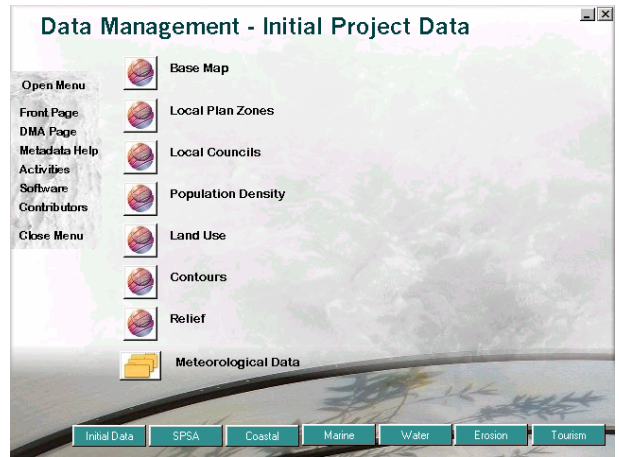 Data Management - Initial Project Data
Open Menu
Front Page
DMA Page
Metadata Help
Activities
Software
Contributors
Close Menu
Base Map
Local Plan Zones
Local Councils
Population Density
Land Use
Contours
Relief
Meteorological Data
Initial Data
SPSA
Coastal
Marine
Water
Erosion
Tourism